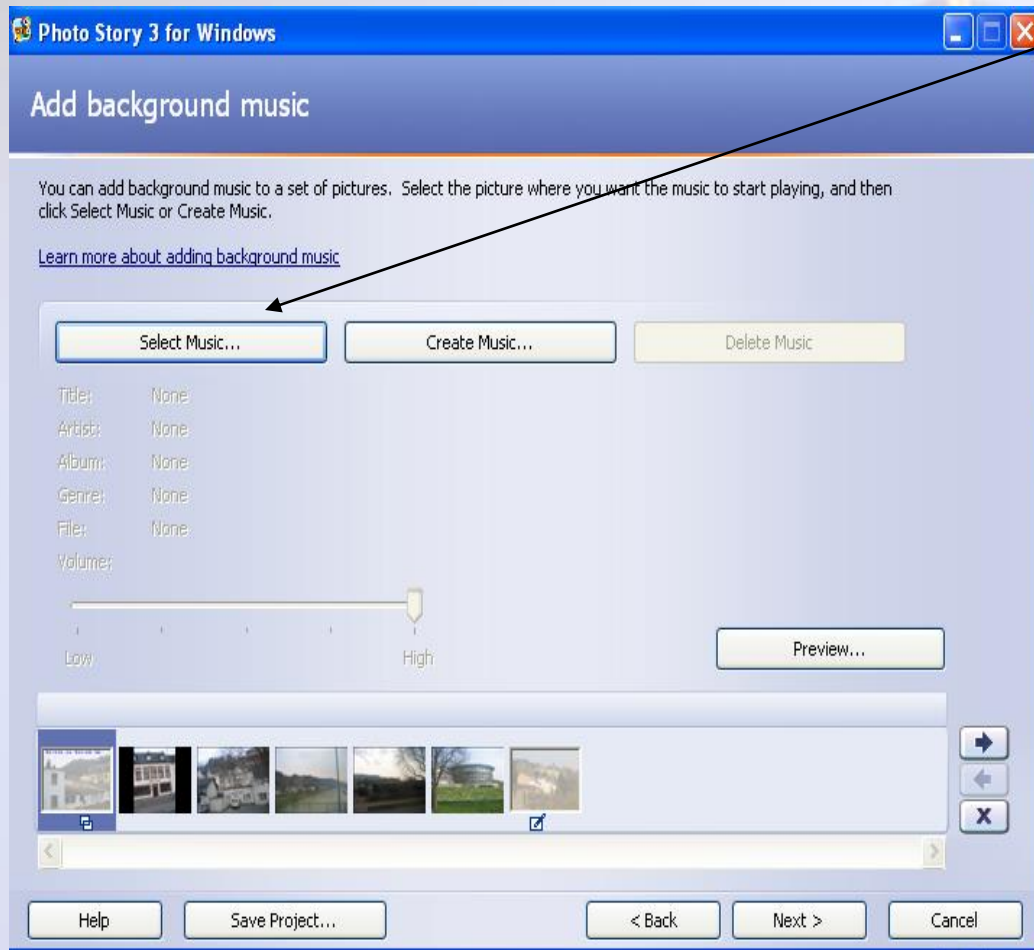 Photo Story 3 for Windows
Add background music
You can add background music to a set of pictures. Select the picture where you want the music to start playing, and then
click Select Music or Create Music.
Learn more about adding background music
Select Music...
Create Music...
Delete Music
Title: None
Artist: None
Album: None
Genre: None
File: None
Volume:
Low
High
Preview...
Help
Save Project...
< Back
Next >
Cancel